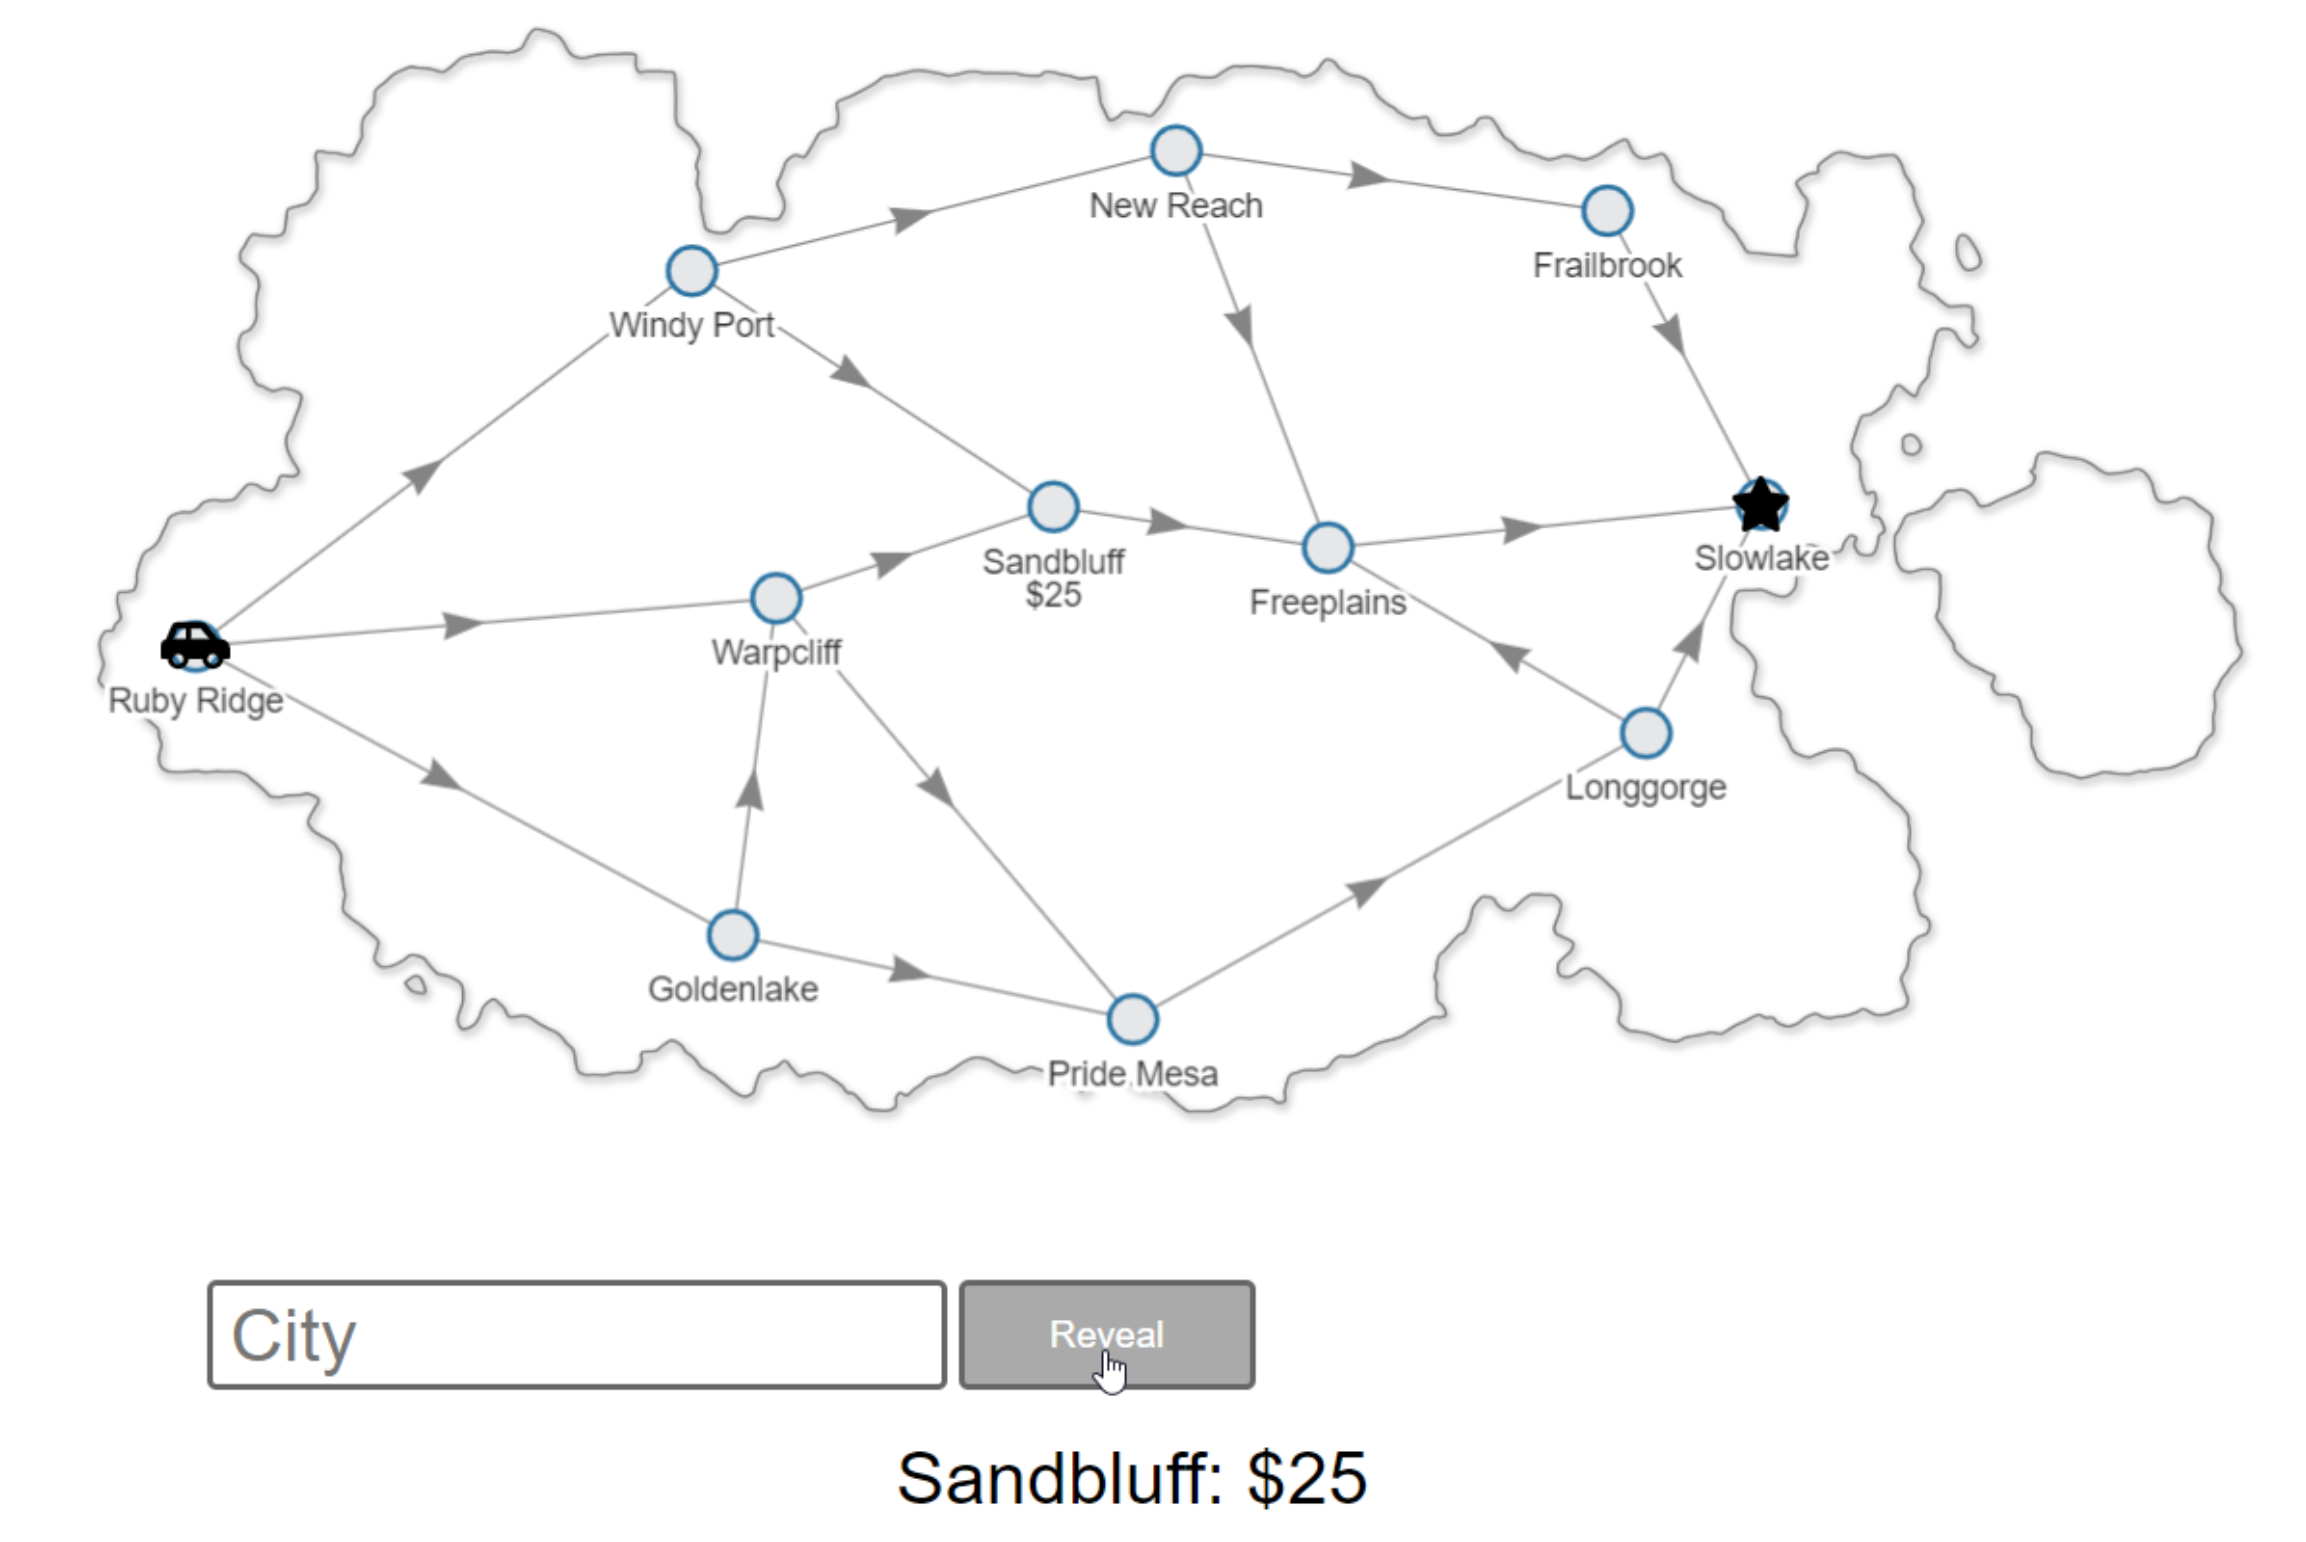 New Reach
Frailbrook
Windy Port
Sandbluff
$25
Slowlake
Freeplains
Warpcliff
Ruby Ridge
Longgorge
Goldenlake
Pride Mesa
City
Reveal
Sandbluff: $25